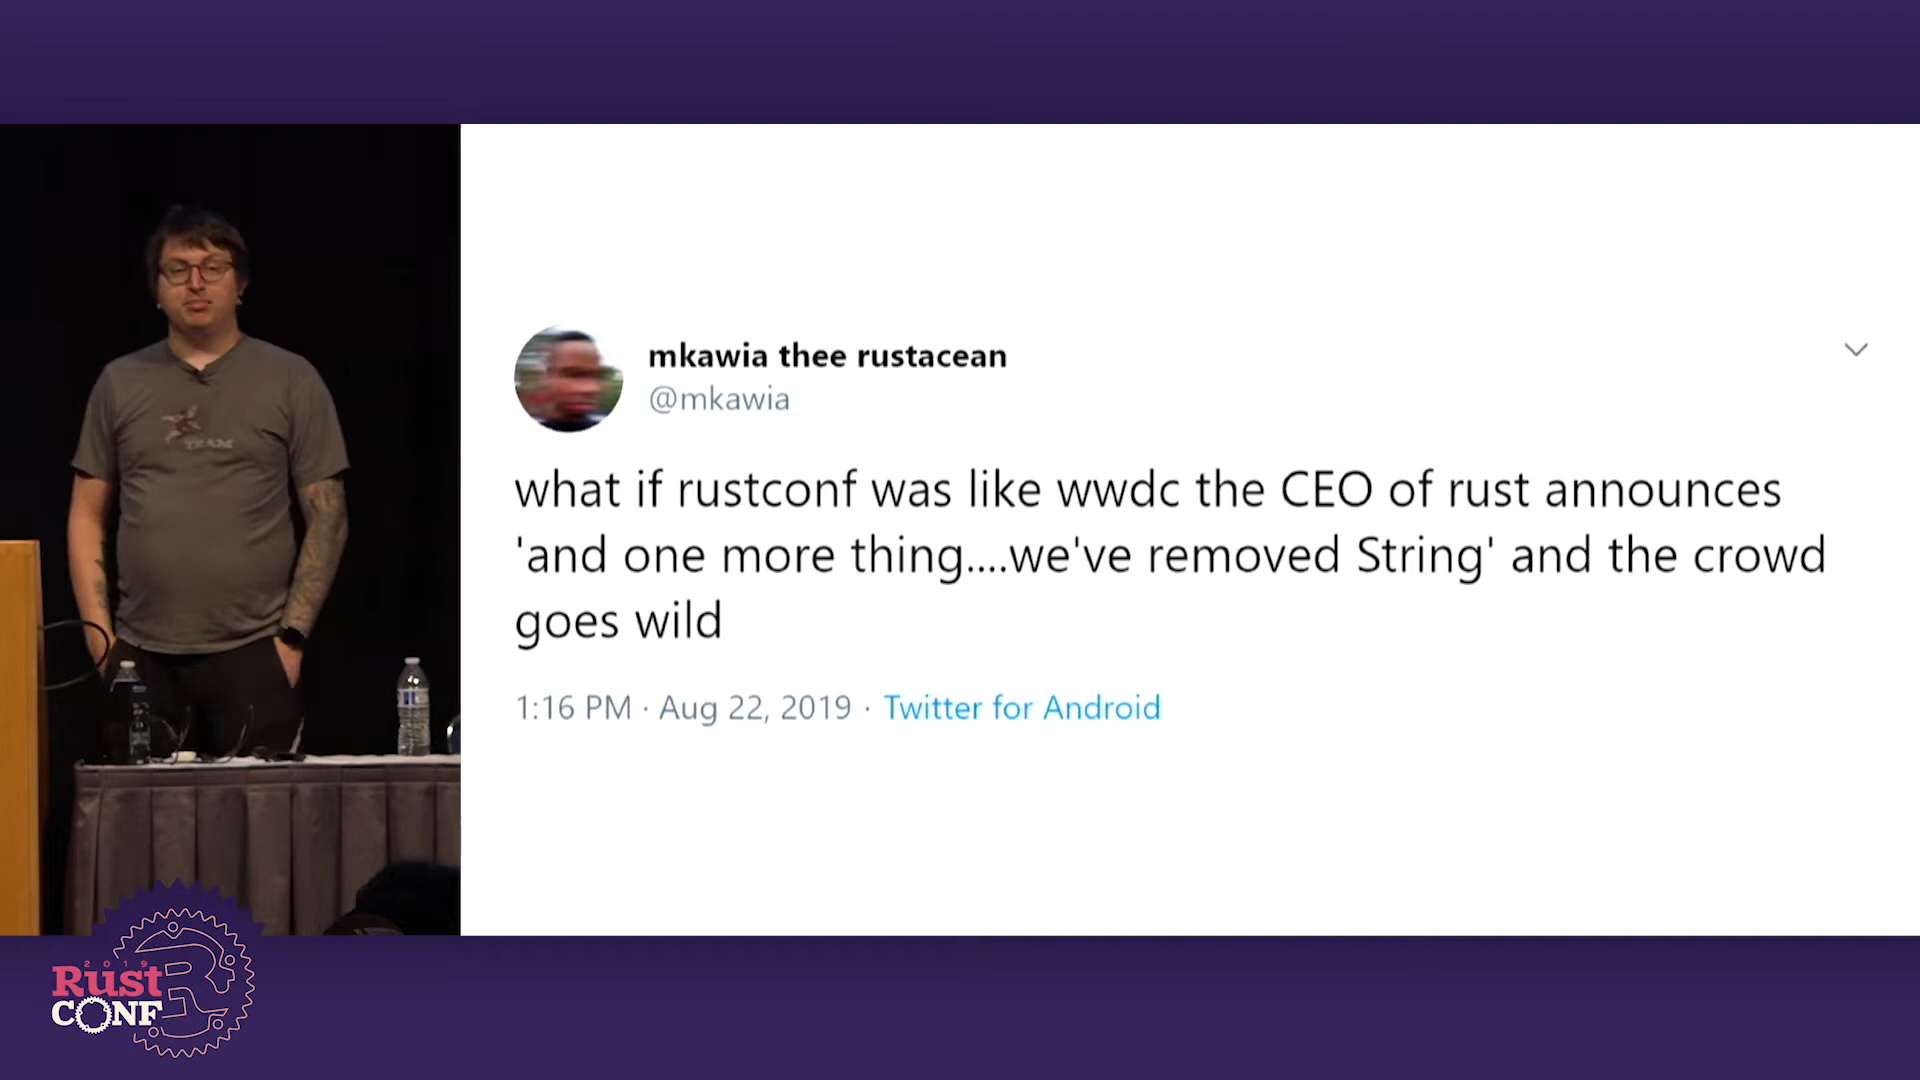 mkawia thee rustacean
@mkawia
what if rustconf was like wwdc the CEO of rust announces
'and one more thing....we've removed String' and the crowd
goes wild
1:16 PM · Aug 22, 2019 · Twitter for Android
TEAM
2019
Rust
CONF